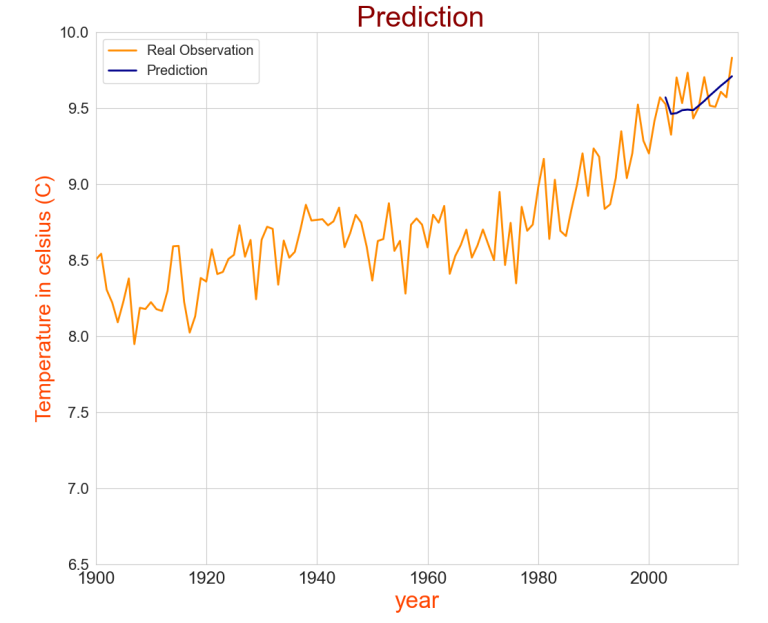 Prediction
10.0
9.5
9.0
8.5
8.0
7.5
7.0
6.5
Real Observation
Prediction
Temperature in celsius (C)
1900 1920 1940 1960 1980 2000
year